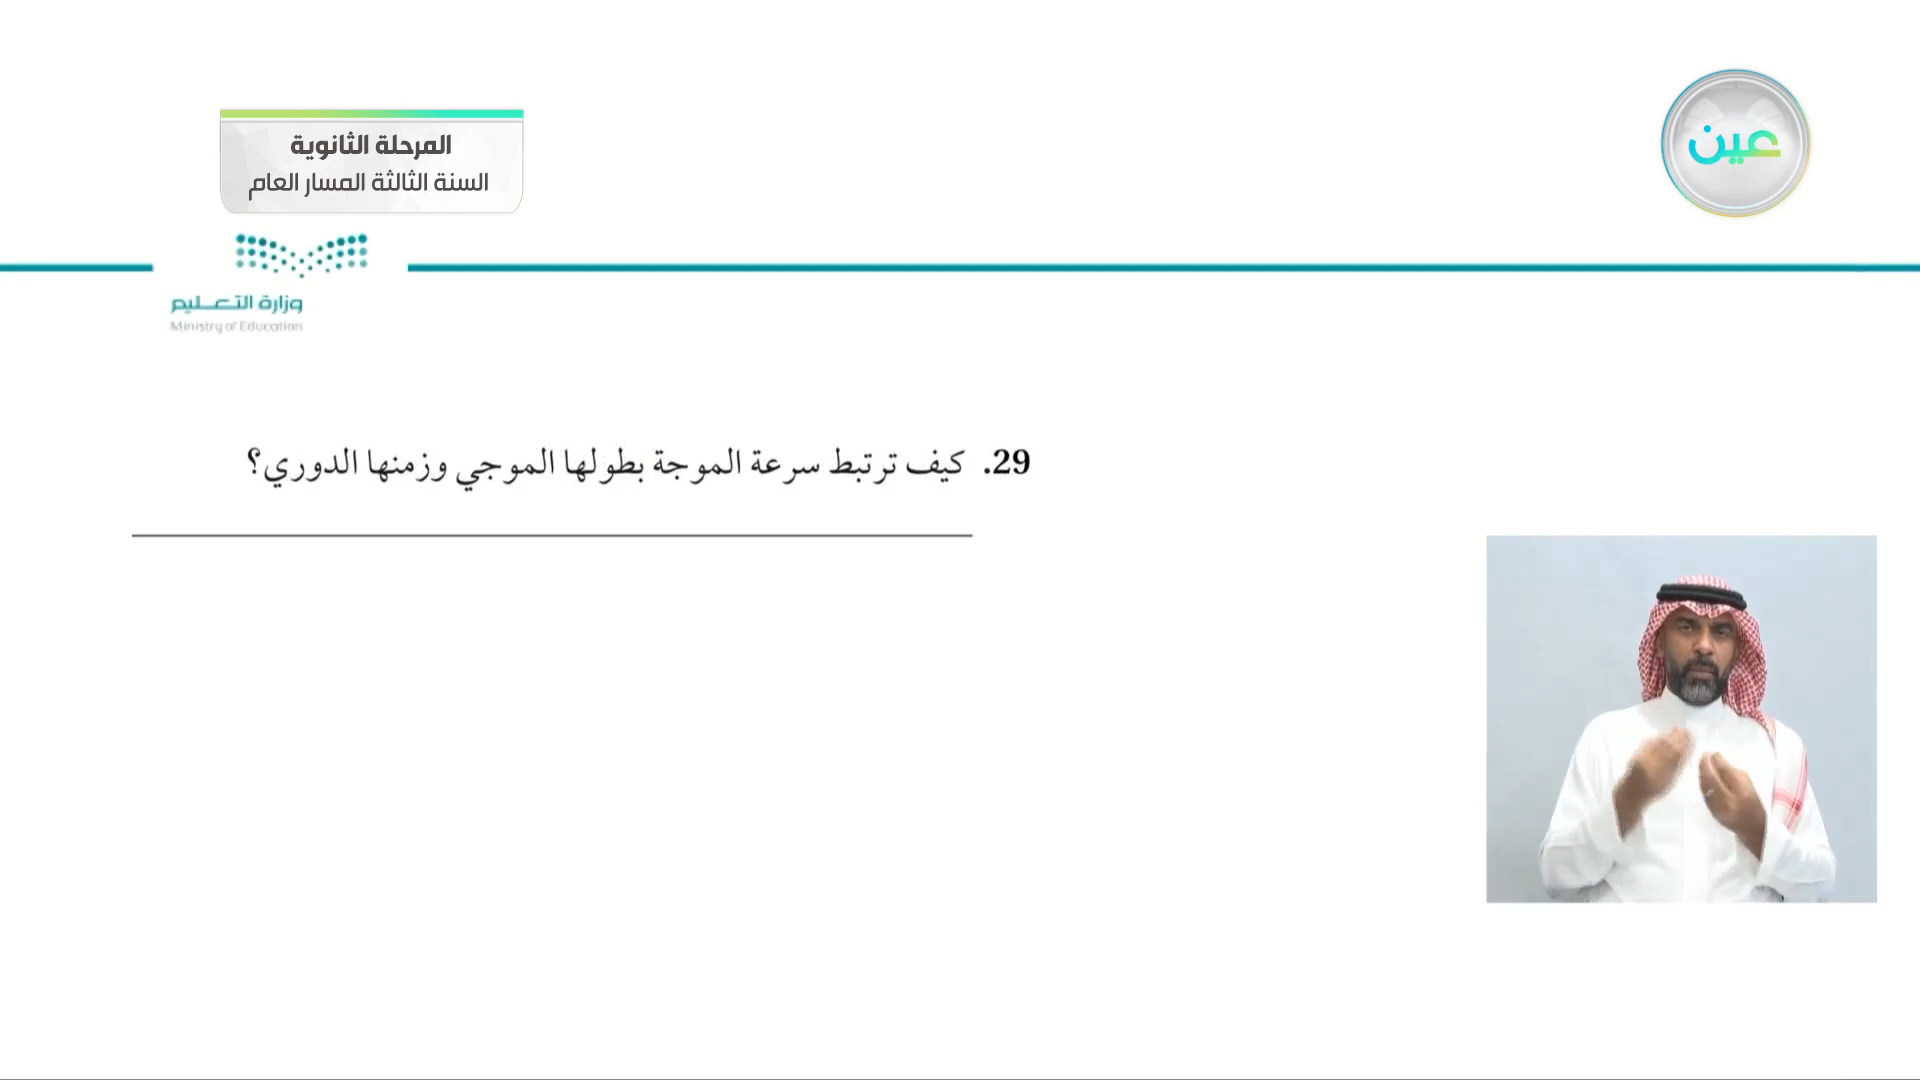 المرحلة الثانوية
السنة الثالثة المسار العام
عين
وزارة التعـليم
Ministry of Education
29. كيف ترتبط سرعة الموجة بطولها الموجي وزمنها الدوري؟